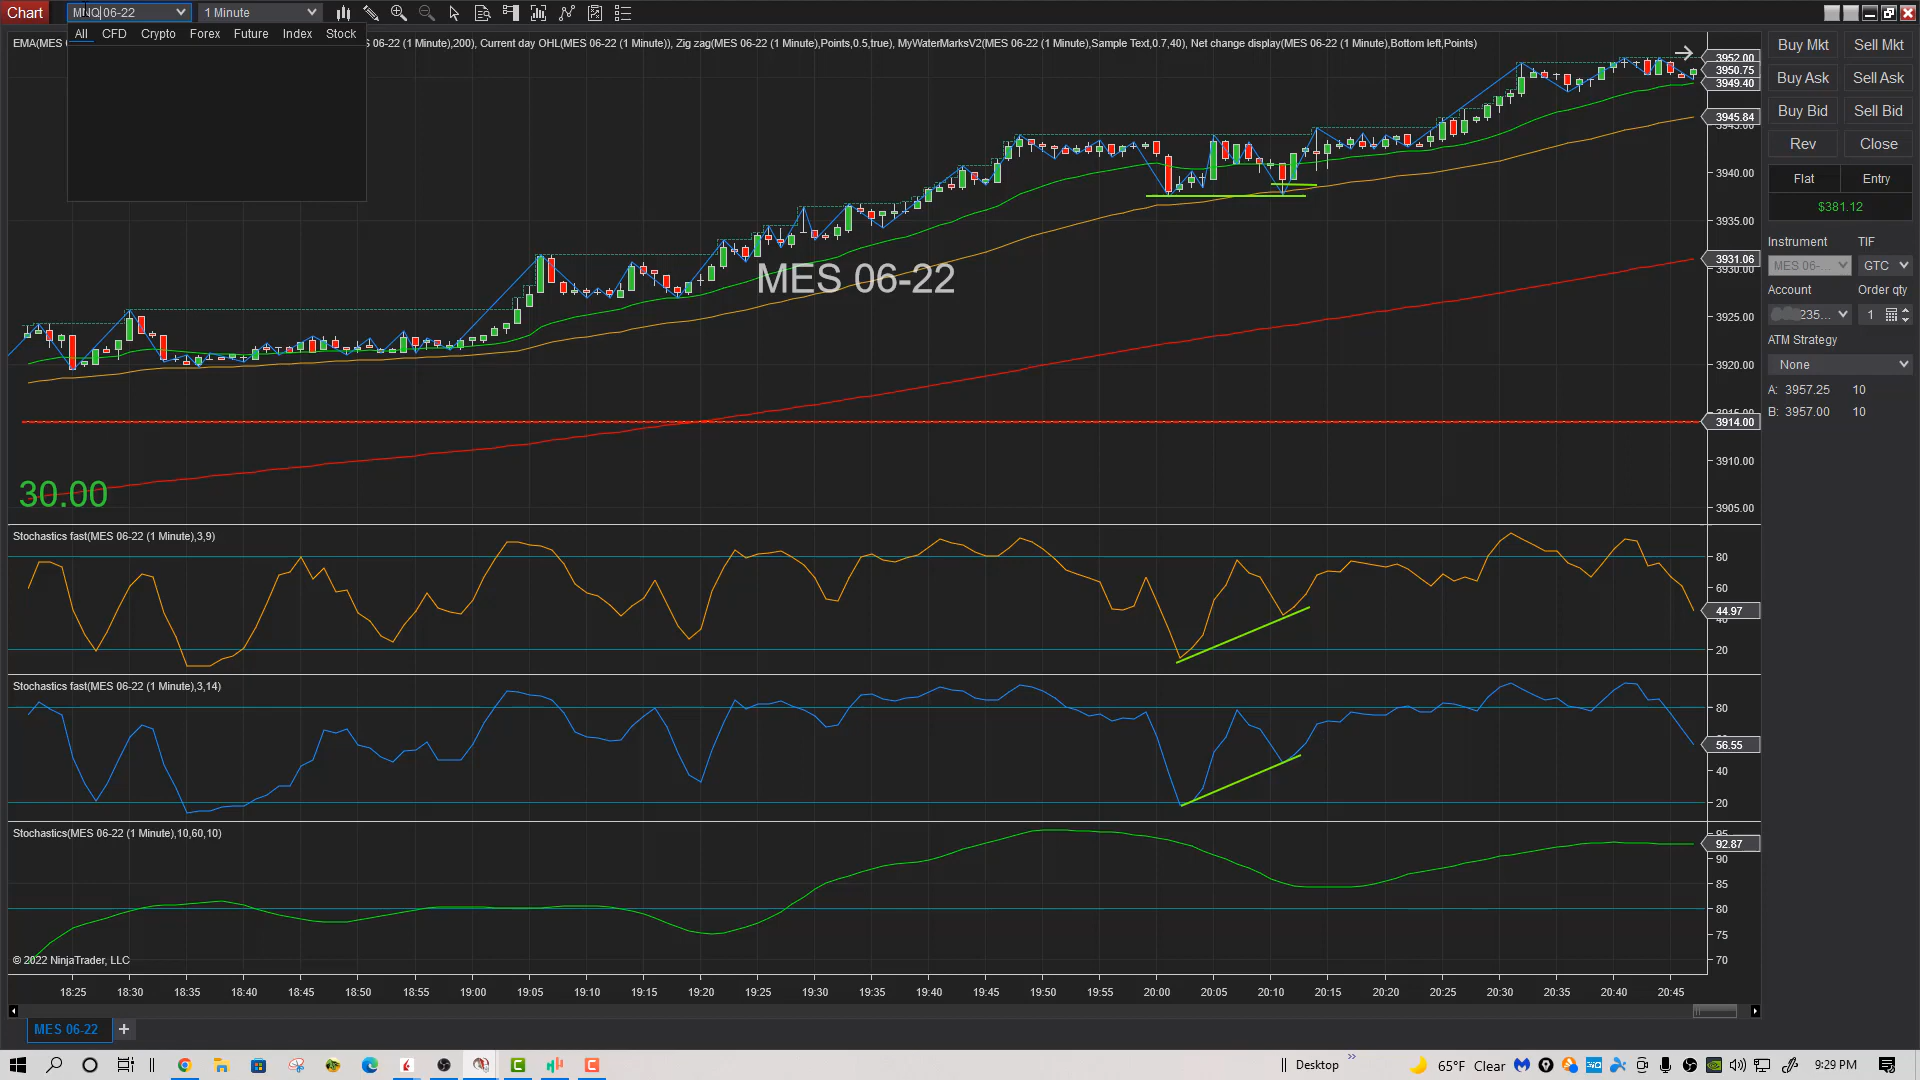 Chart
MNQ 06-22
1 Minute
All CFD Crypto Forex Future Index Stock
EMA(MES 0
6 06-22 (1 Minute),200), Current day OHL(MES 06-22 (1 Minute)), Zig zag(MES 06-22 (1 Minute),Points,0.5,true), MyWaterMarksV2(MES 06-22 (1 Minute),Sample Text,0.7,40), Net change display(MES 06-22 (1 Minute),Bottom left,Points)
3952.00
3950.75
3949.40
3945.84
3940.00
3935.00
3931.06
3930.00
3925.00
3920.00
3914.00
3910.00
3905.00
MES 06-22
30.00
Stochastics fast(MES 06-22 (1 Minute),3,9)
80
60
44.97
20
Stochastics fast(MES 06-22 (1 Minute),3,14)
80
56.55
40
20
Stochastics(MES 06-22 (1 Minute),10,60,10)
95
92.87
90
85
80
75
70
© 2022 NinjaTrader, LLC
18:25 18:30 18:35 18:40 18:45 18:50 18:55 19:00 19:05 19:10 19:15 19:20 19:25 19:30 19:35 19:40 19:45 19:50 19:55 20:00 20:05 20:10 20:15 20:20 20:25 20:30 20:35 20:40 20:45
MES 06-22 +
Buy Mkt Sell Mkt
Buy Ask Sell Ask
Buy Bid Sell Bid
Rev Close
Flat Entry
$381.12
Instrument TIF
MES 06-... GTC
Account Order qty
235... 1
ATM Strategy
None
A: 3957.25 10
B: 3957.00 10
Desktop
65°F Clear
9:29 PM